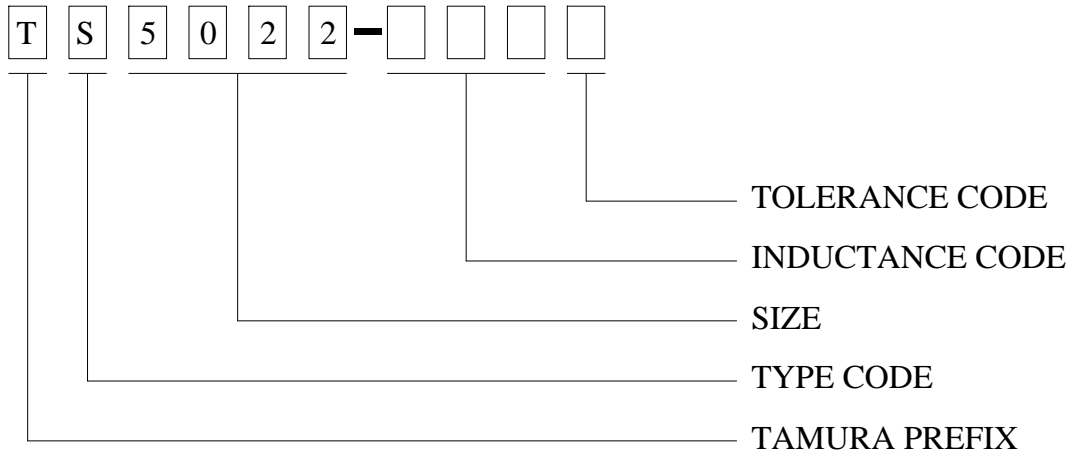 T S 5 0 2 2 -
TOLERANCE CODE
INDUCTANCE CODE
SIZE
TYPE CODE
TAMURA PREFIX